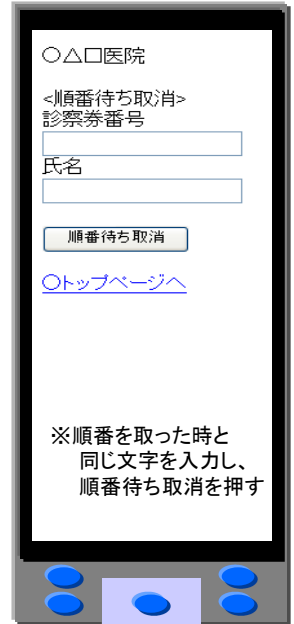 ○△□医院
<順番待ち取消>
診察券番号
氏名
順番待ち取消
○トップページへ
※順番を取った時と
同じ文字を入力し、
順番待ち取消を押す